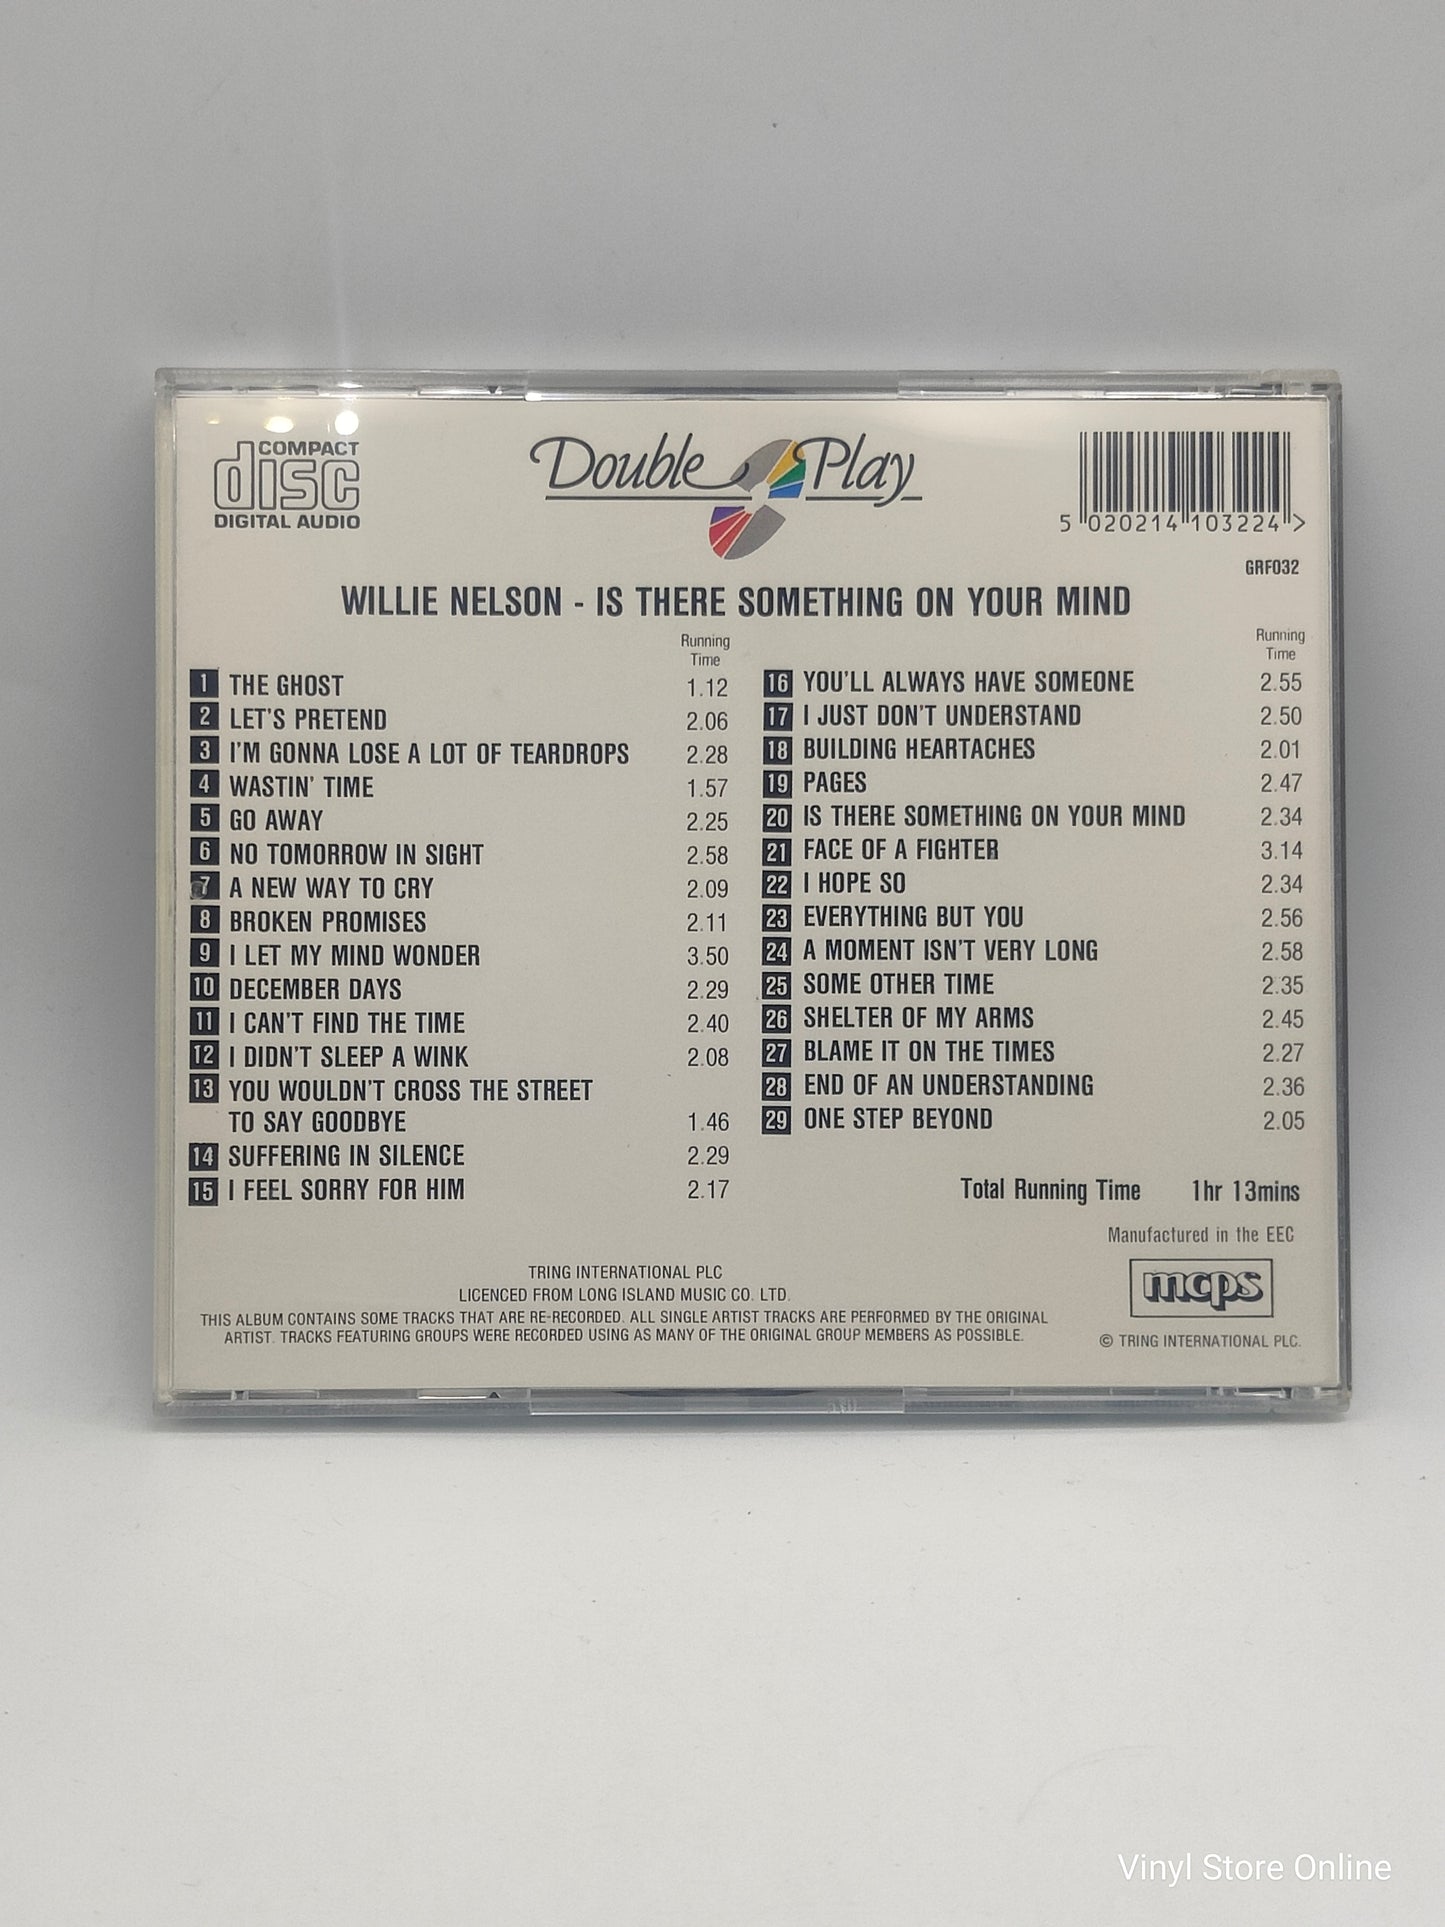 COMPACT
disc
DIGITAL AUDIO
Double Play
5 020214 103224 >
GRF032
WILLIE NELSON - IS THERE SOMETHING ON YOUR MIND
Running
Time
1 THE GHOST 1.12
2 LET'S PRETEND 2.06
3 I'M GONNA LOSE A LOT OF TEARDROPS 2.28
4 WASTIN' TIME 1.57
5 GO AWAY 2.25
6 NO TOMORROW IN SIGHT 2.58
7 A NEW WAY TO CRY 2.09
8 BROKEN PROMISES 2.11
9 I LET MY MIND WONDER 3.50
10 DECEMBER DAYS 2.29
11 I CAN'T FIND THE TIME 2.40
12 I DIDN'T SLEEP A WINK 2.08
13 YOU WOULDN'T CROSS THE STREET
TO SAY GOODBYE 1.46
14 SUFFERING IN SILENCE 2.29
15 I FEEL SORRY FOR HIM 2.17
Running
Time
16 YOU'LL ALWAYS HAVE SOMEONE 2.55
17 I JUST DON'T UNDERSTAND 2.50
18 BUILDING HEARTACHES 2.01
19 PAGES 2.47
20 IS THERE SOMETHING ON YOUR MIND 2.34
21 FACE OF A FIGHTER 3.14
22 I HOPE SO 2.34
23 EVERYTHING BUT YOU 2.56
24 A MOMENT ISN'T VERY LONG 2.58
25 SOME OTHER TIME 2.35
26 SHELTER OF MY ARMS 2.45
27 BLAME IT ON THE TIMES 2.27
28 END OF AN UNDERSTANDING 2.36
29 ONE STEP BEYOND 2.05
Total Running Time 1hr 13mins
Manufactured in the EEC
mcps
© TRING INTERNATIONAL PLC.
TRING INTERNATIONAL PLC
LICENCED FROM LONG ISLAND MUSIC CO. LTD.
THIS ALBUM CONTAINS SOME TRACKS THAT ARE RE-RECORDED. ALL SINGLE ARTIST TRACKS ARE PERFORMED BY THE ORIGINAL
ARTIST. TRACKS FEATURING GROUPS WERE RECORDED USING AS MANY OF THE ORIGINAL GROUP MEMBERS AS POSSIBLE.
Vinyl Store Online